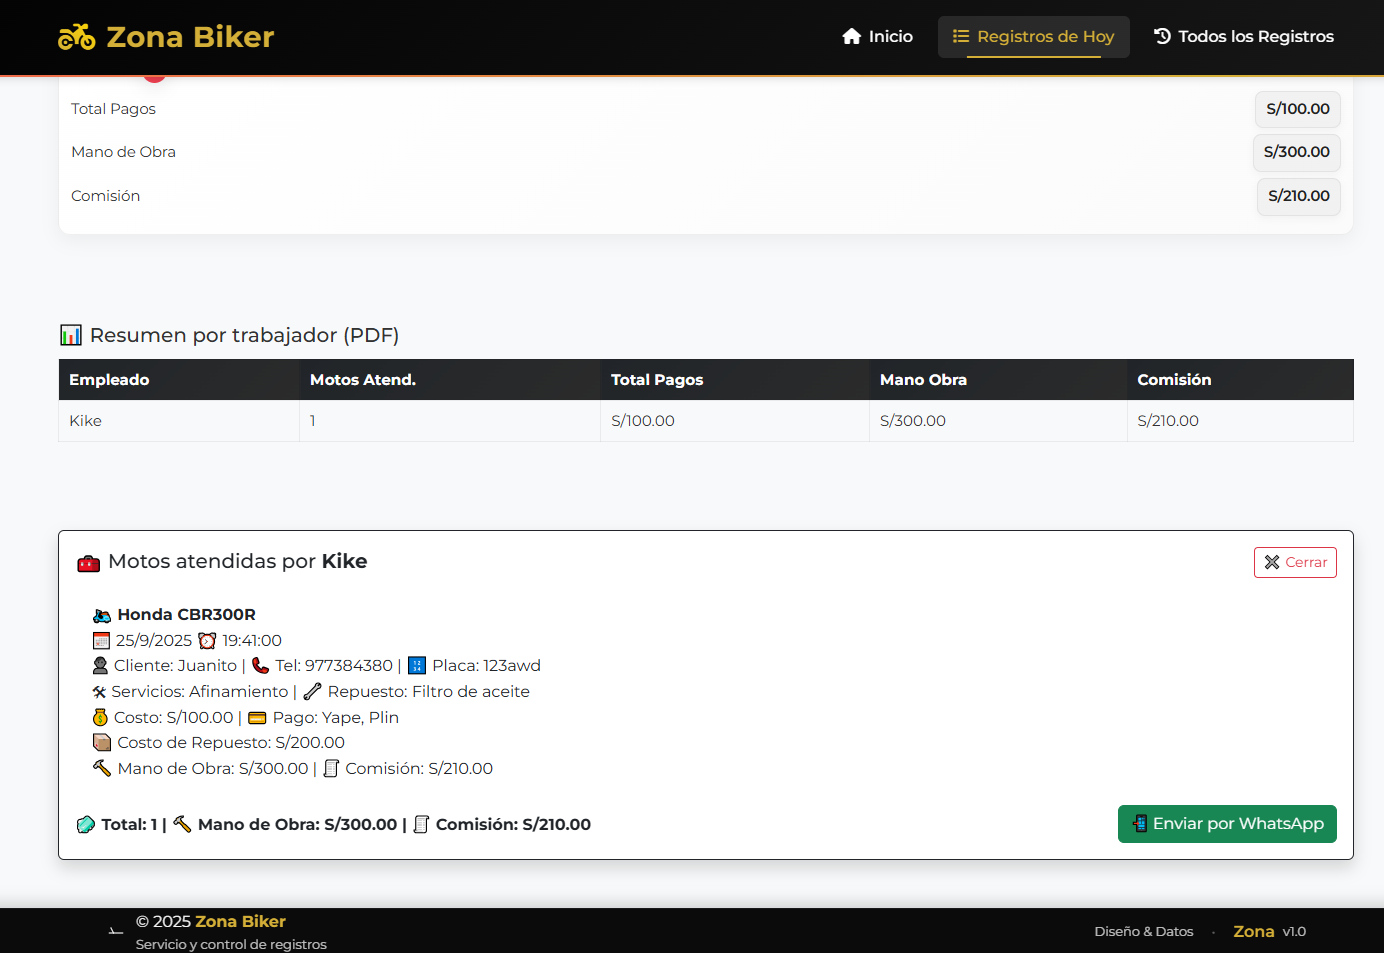 Zona Biker
Inicio
Registros de Hoy
Todos los Registros
Total Pagos S/100.00
Mano de Obra S/300.00
Comisión S/210.00
Resumen por trabajador (PDF)
Empleado Motos Atend. Total Pagos Mano Obra Comisión
Kike 1 S/100.00 S/300.00 S/210.00
Motos atendidas por Kike
Cerrar
Honda CBR300R
25/9/2025 19:41:00
Cliente: Juanito | Tel: 977384380 | Placa: 123awd
Servicios: Afinamiento | Repuesto: Filtro de aceite
Costo: S/100.00 | Pago: Yape, Plin
Costo de Repuesto: S/200.00
Mano de Obra: S/300.00 | Comisión: S/210.00
Total: 1 | Mano de Obra: S/300.00 | Comisión: S/210.00
Enviar por WhatsApp
© 2025 Zona Biker
Servicio y control de registros
Diseño & Datos · Zona v1.0